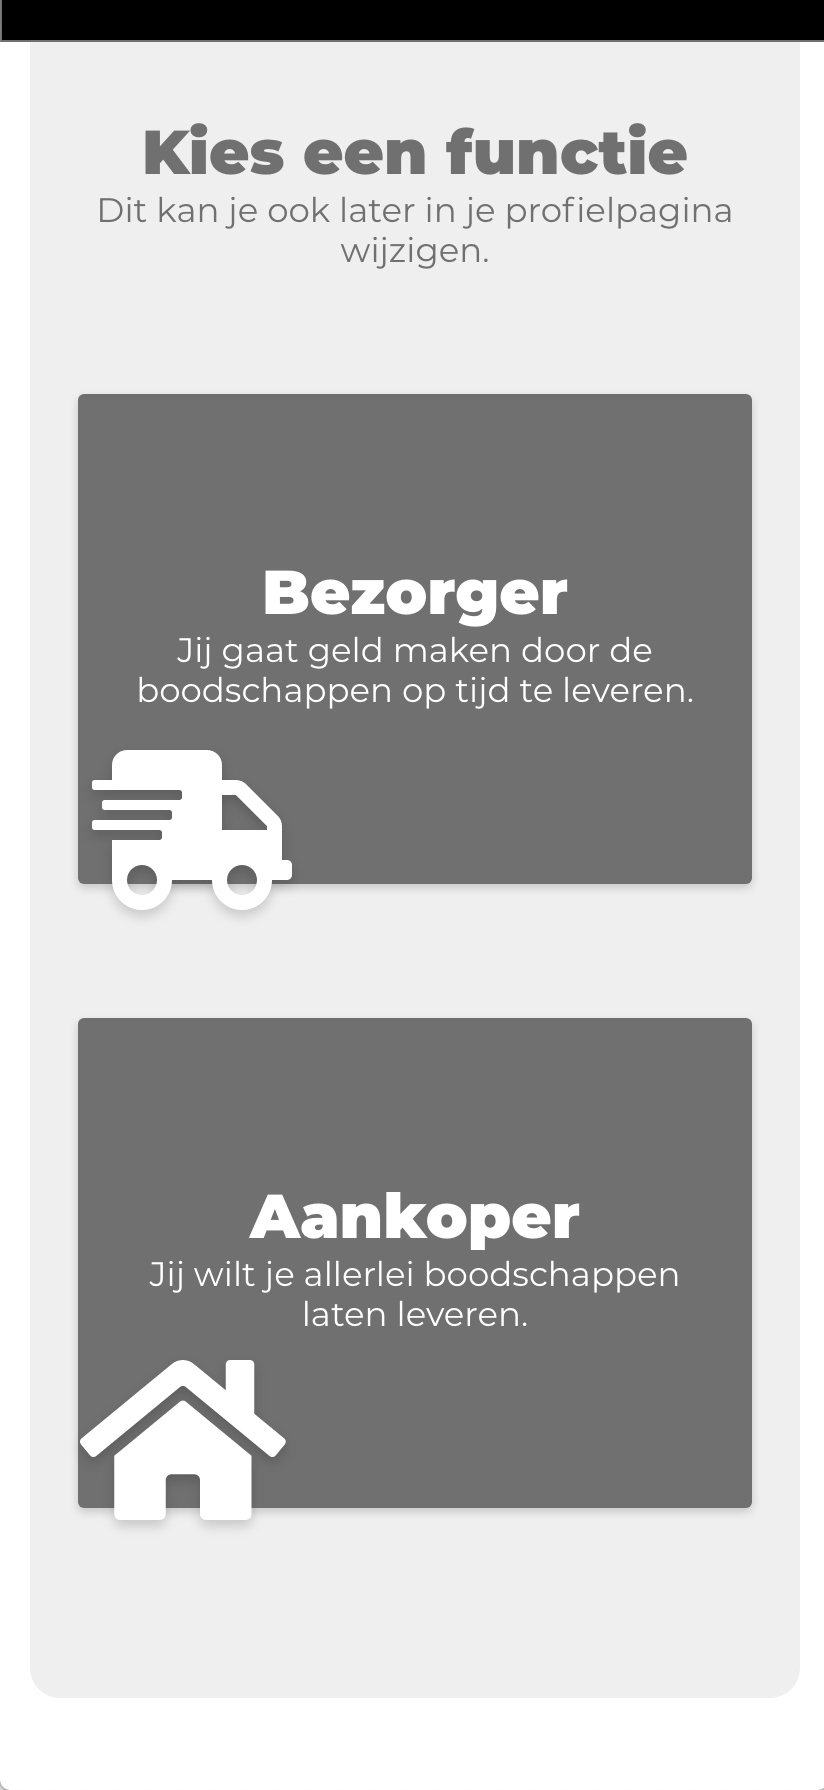 Kies een functie
Dit kan je ook later in je profielpagina
wijzigen.
Bezorger
Jij gaat geld maken door de
boodschappen op tijd te leveren.
Aankoper
Jij wilt je allerlei boodschappen
laten leveren.